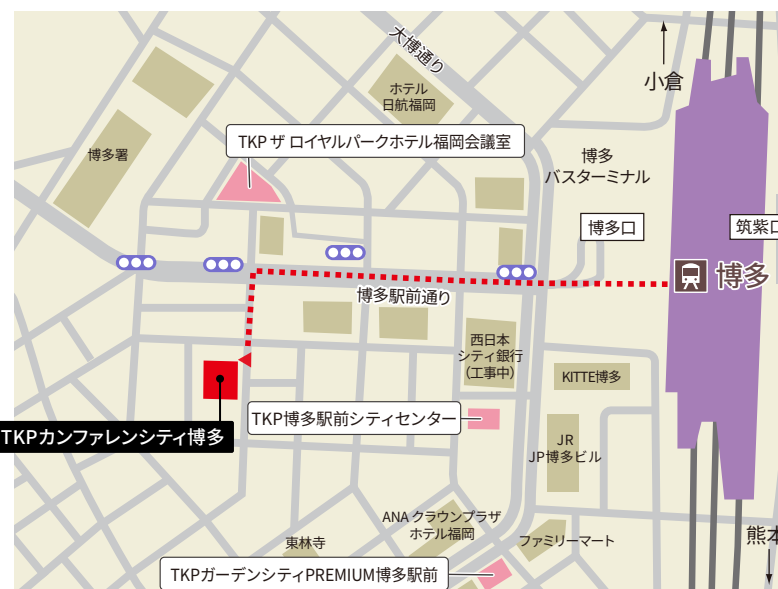 大博通り
小倉
ホテル
日航福岡
TKP ザ ロイヤルパークホテル福岡会議室
博多署
博多
バスターミナル
博多口
筑紫口
博多
博多駅前通り
西日本
シティ銀行
(工事中)
KITTE博多
TKPカンファレンシティ博多
TKP博多駅前シティセンター
JR
JP博多ビル
ANA クラウンプラザ
ホテル福岡
東林寺
ファミリーマート
熊本
TKPガーデンシティPREMIUM博多駅前